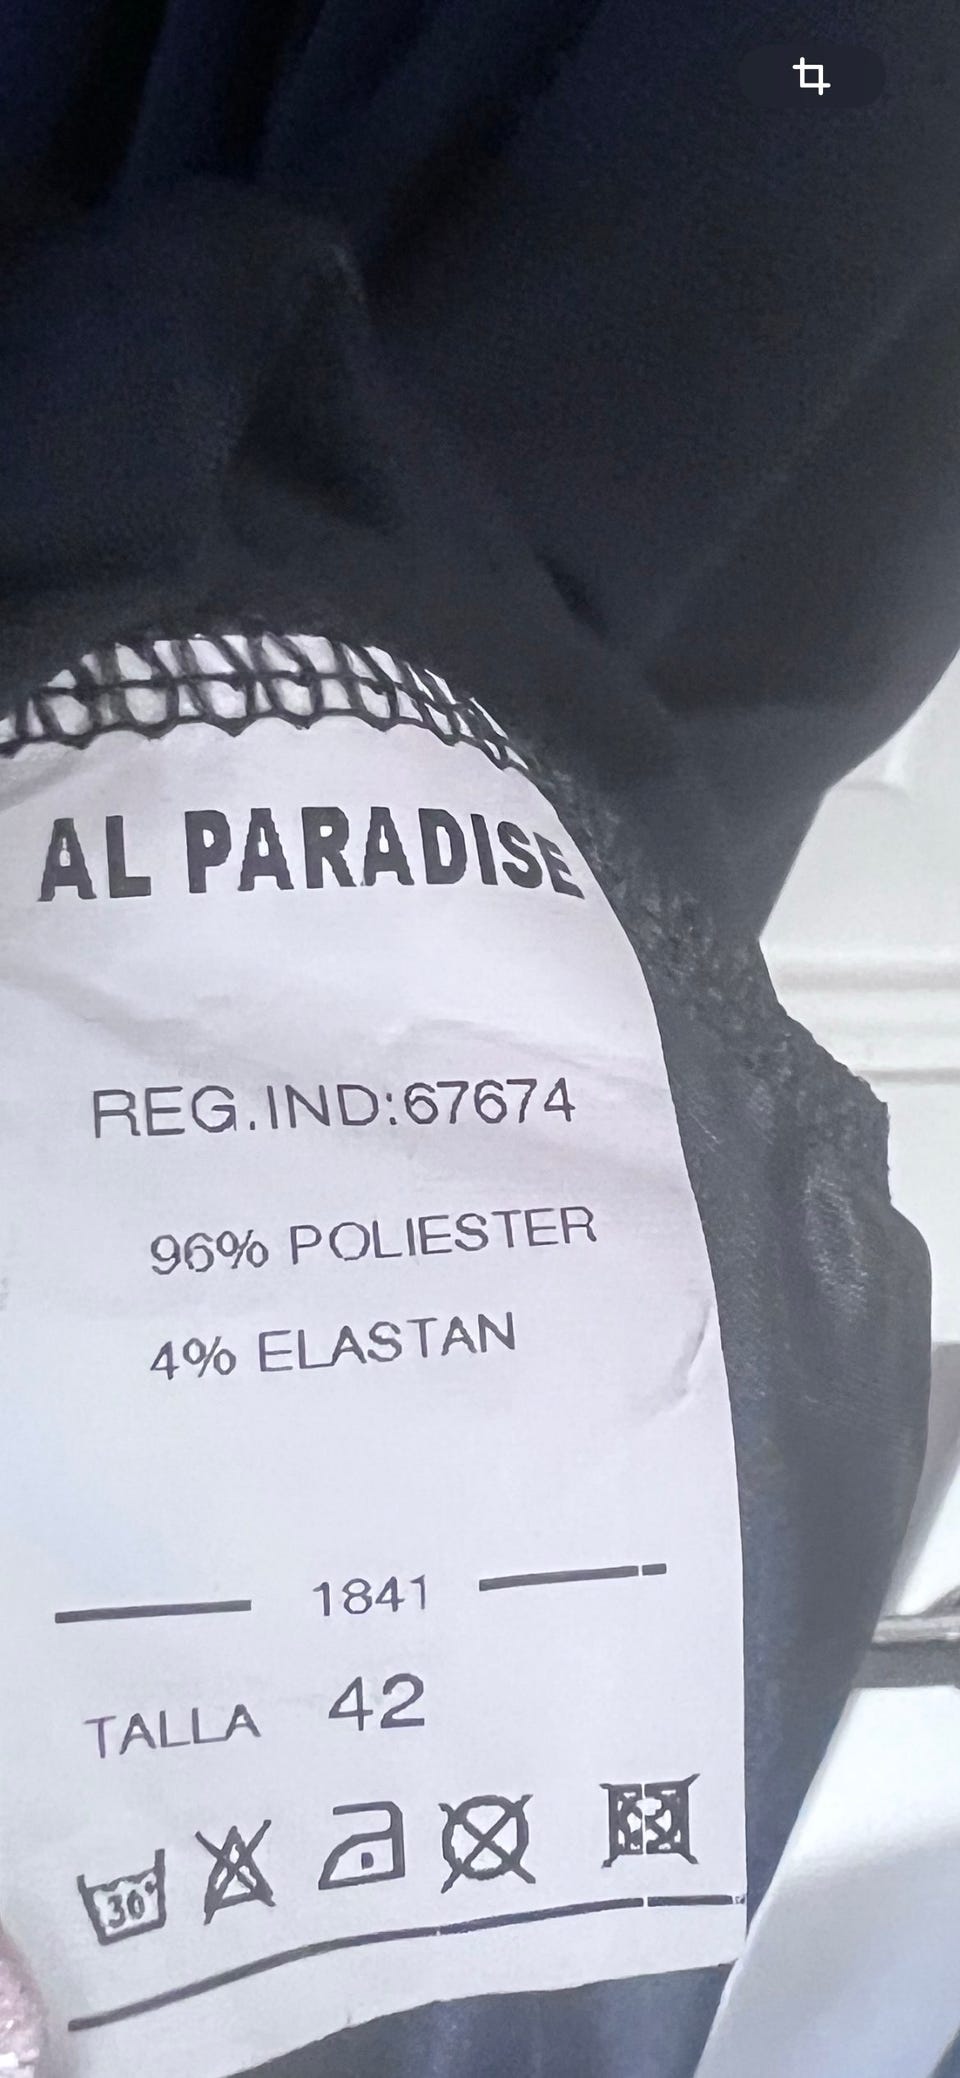 AL PARADISE
REG.IND:67674
96% POLIESTER
4% ELASTAN
1841
TALLA 42
30°